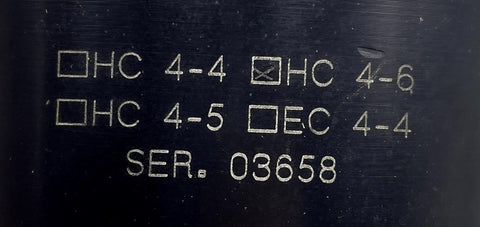 ☐HC 4-4 ☒HC 4-6
☐HC 4-5 ☐EC 4-4
SER. 03658